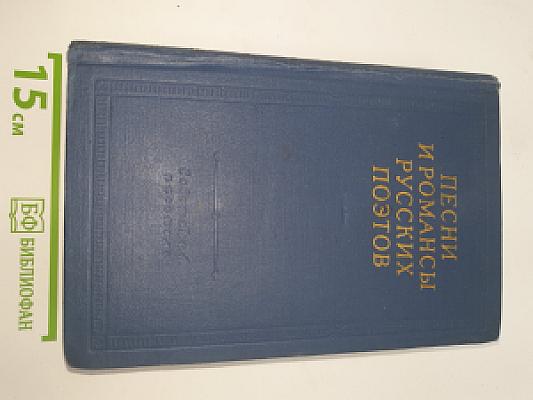 ПЕСНИ
И РОМАНСЫ
РУССКИХ
ПОЭТОВ
15 см
БФ БИБЛИОФАН